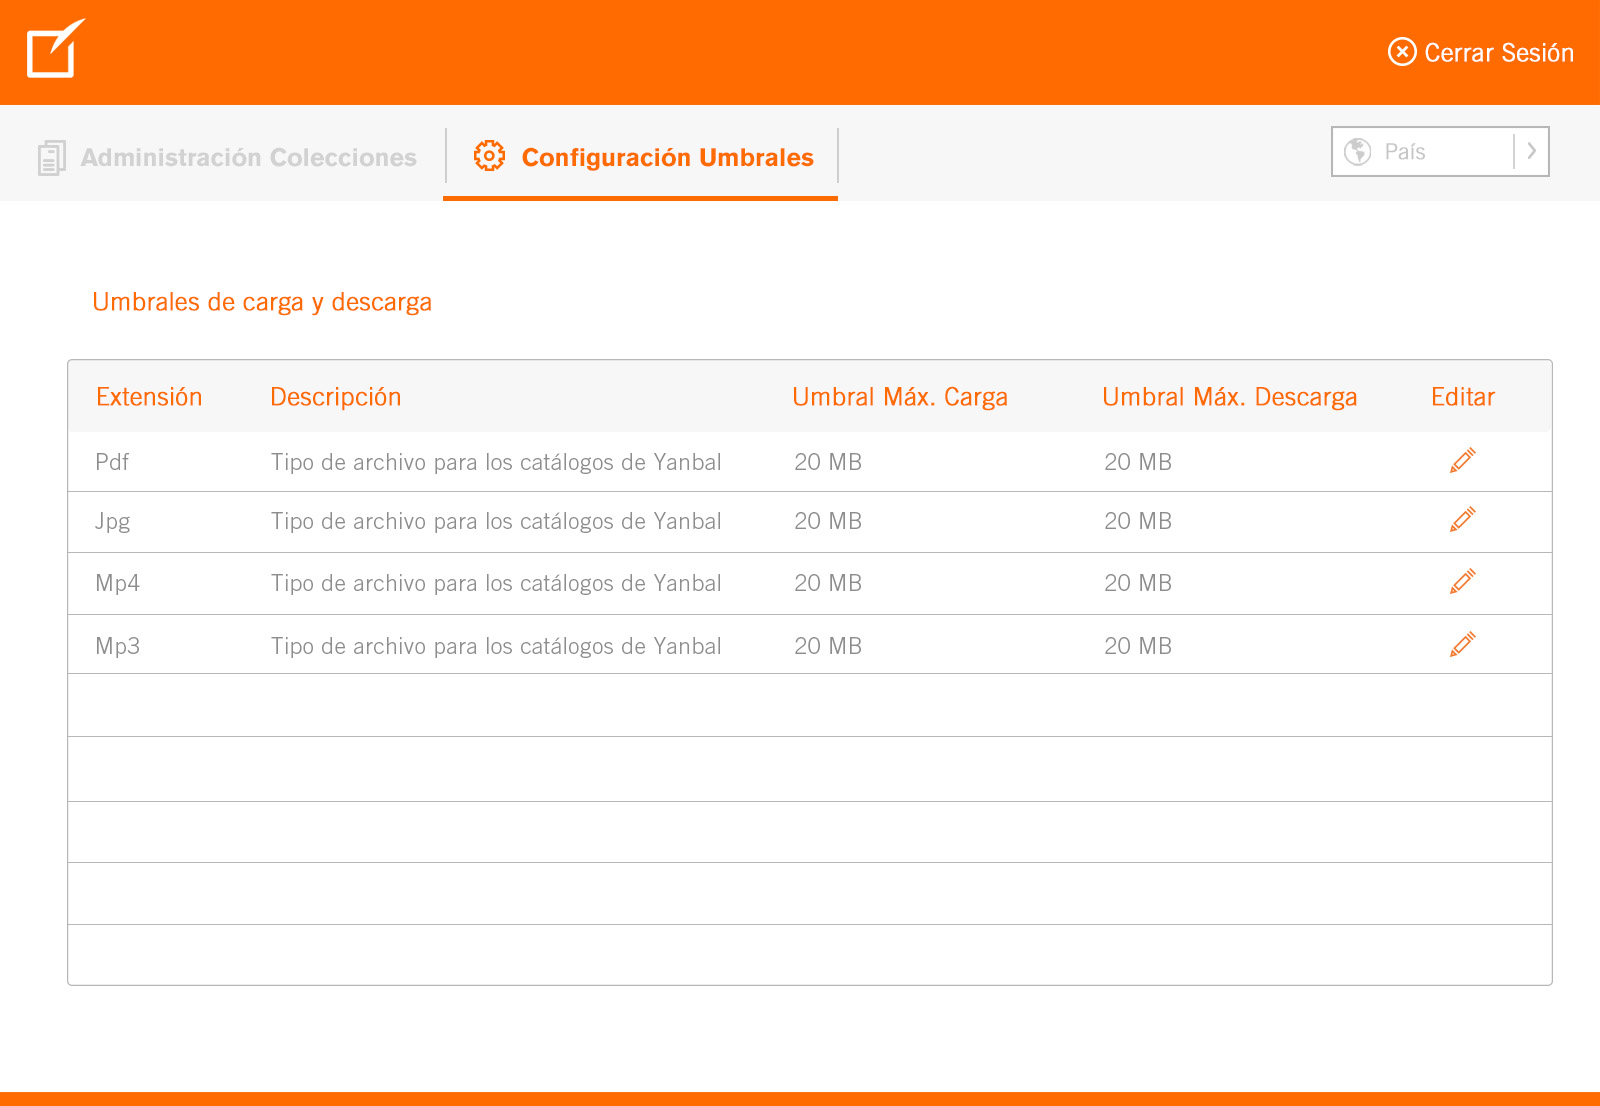 Cerrar Sesión
Administración Colecciones
Configuración Umbrales
País
Umbrales de carga y descarga
Extensión Descripción Umbral Máx. Carga Umbral Máx. Descarga Editar
Pdf Tipo de archivo para los catálogos de Yanbal 20 MB 20 MB
Jpg Tipo de archivo para los catálogos de Yanbal 20 MB 20 MB
Mp4 Tipo de archivo para los catálogos de Yanbal 20 MB 20 MB
Mp3 Tipo de archivo para los catálogos de Yanbal 20 MB 20 MB